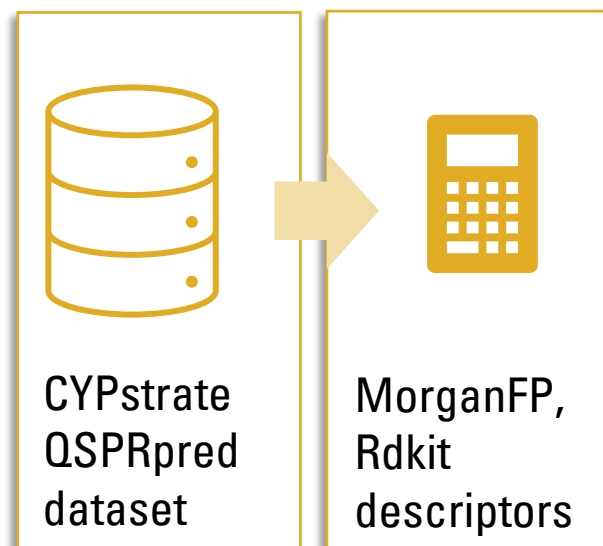 CYPstrate
QSPRpred
dataset
MorganFP,
Rdkit
descriptors